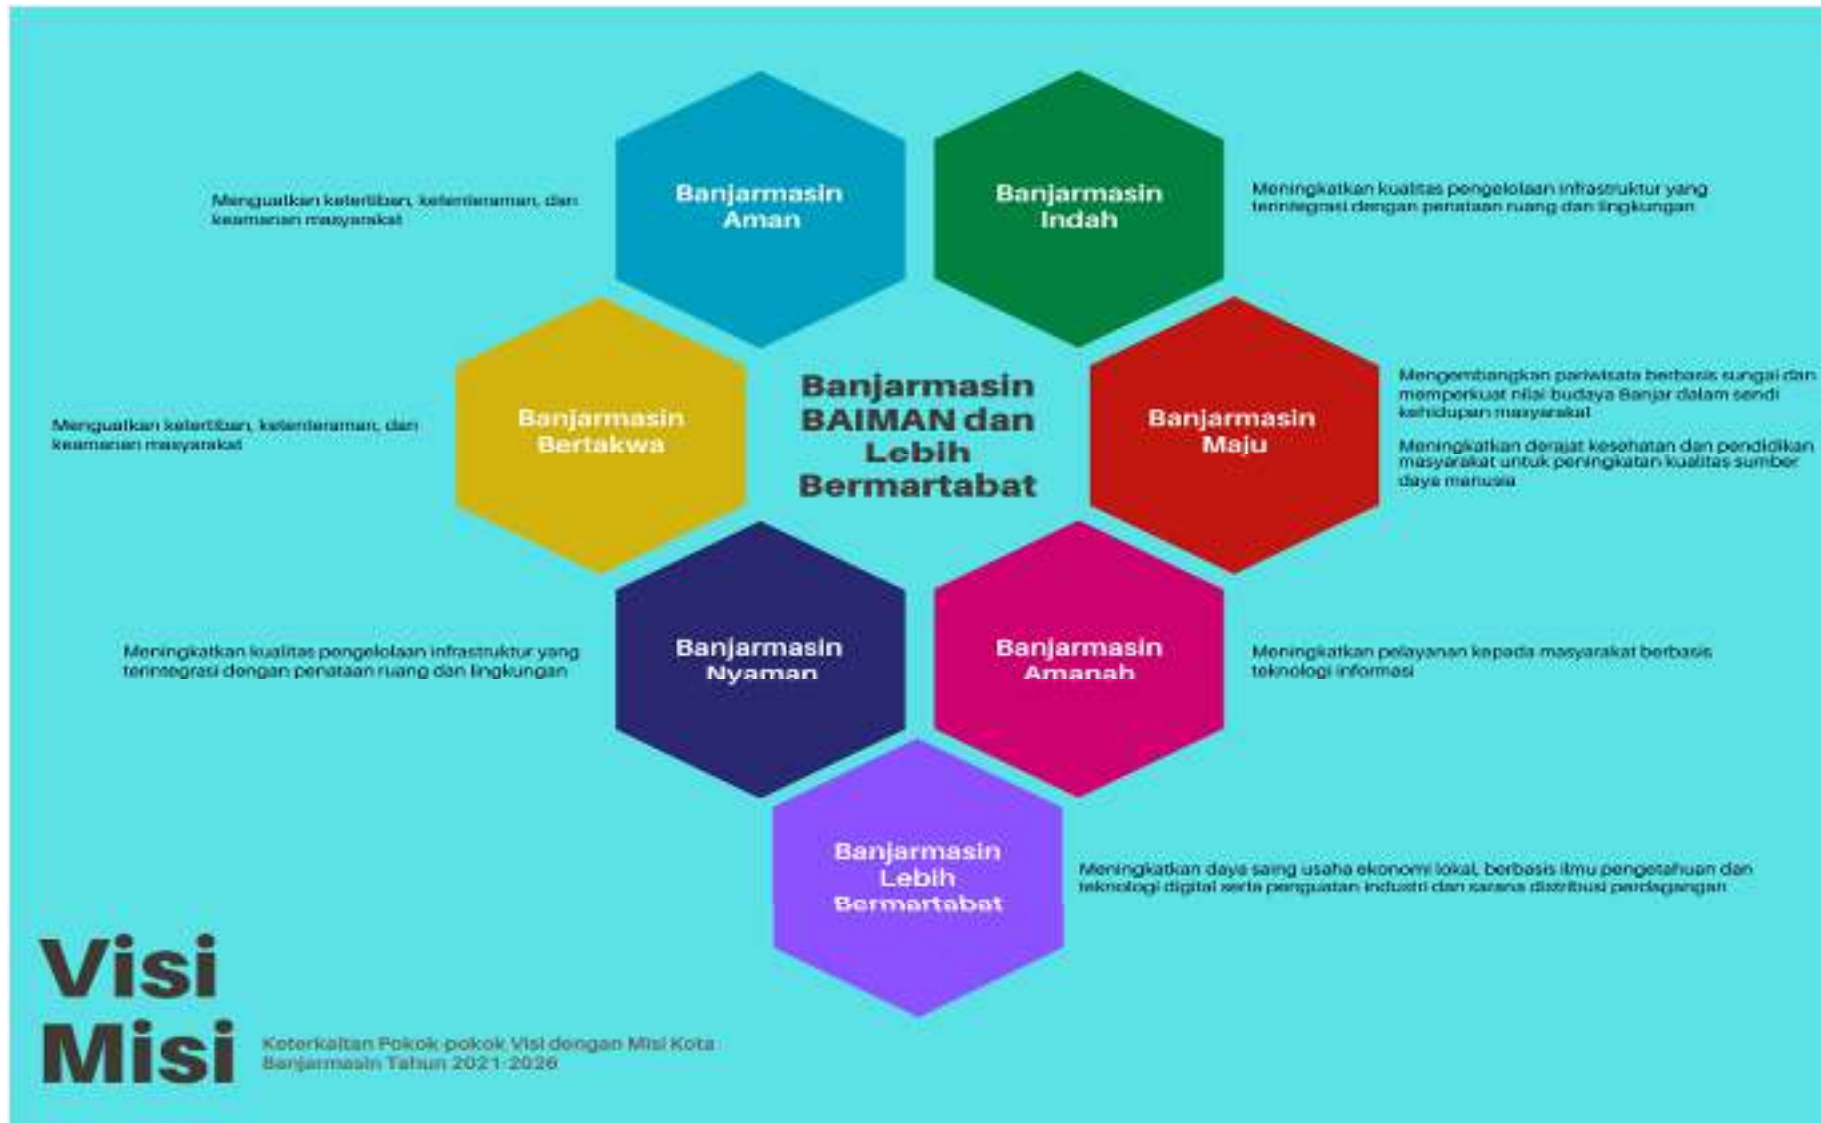 Banjarmasin
Aman
Menguatkan ketertiban, ketenteraman, dan
keamanan masyarakat
Banjarmasin
Indah
Meningkatkan kualitas pengelolaan infrastruktur yang
terintegrasi dengan penataan ruang dan lingkungan
Banjarmasin
Bertakwa
Menguatkan ketertiban, ketenteraman, dan
keamanan masyarakat
Banjarmasin
BAIMAN dan
Lebih
Bermartabat
Banjarmasin
Maju
Mengembangkan pariwisata berbasis sungai dan
memperkuat nilai budaya Banjar dalam sendi
kehidupan masyarakat
Meningkatkan derajat kesehatan dan pendidikan
masyarakat untuk peningkatan kualitas sumber
daya manusia
Banjarmasin
Nyaman
Meningkatkan kualitas pengelolaan infrastruktur yang
terintegrasi dengan penataan ruang dan lingkungan
Banjarmasin
Amanah
Meningkatkan pelayanan kepada masyarakat berbasis
teknologi informasi
Banjarmasin
Lebih
Bermartabat
Meningkatkan daya saing usaha ekonomi lokal, berbasis ilmu pengetahuan dan
teknologi digital serta penguatan industri dan sarana distribusi perdagangan
Visi
Misi
Keterkaitan Pokok-pokok Visi dengan Misi Kota
Banjarmasin Tahun 2021-2026